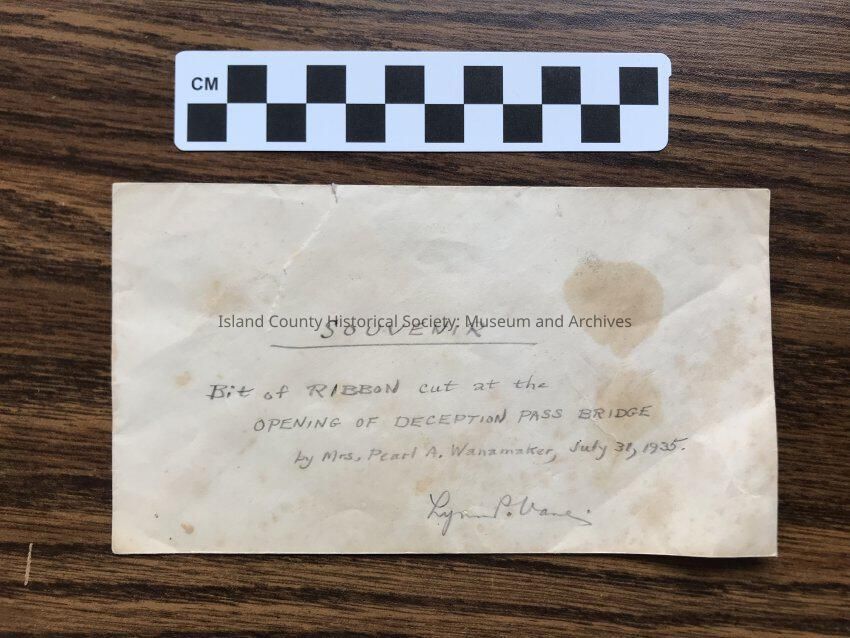 CM
Island County Historical Society: Museum and Archives
SOUVENIR
Bit of RIBBON cut at the
OPENING OF DECEPTION PASS BRIDGE
by Mrs. Pearl A. Wanamaker, July 31, 1935.
Lynn P.